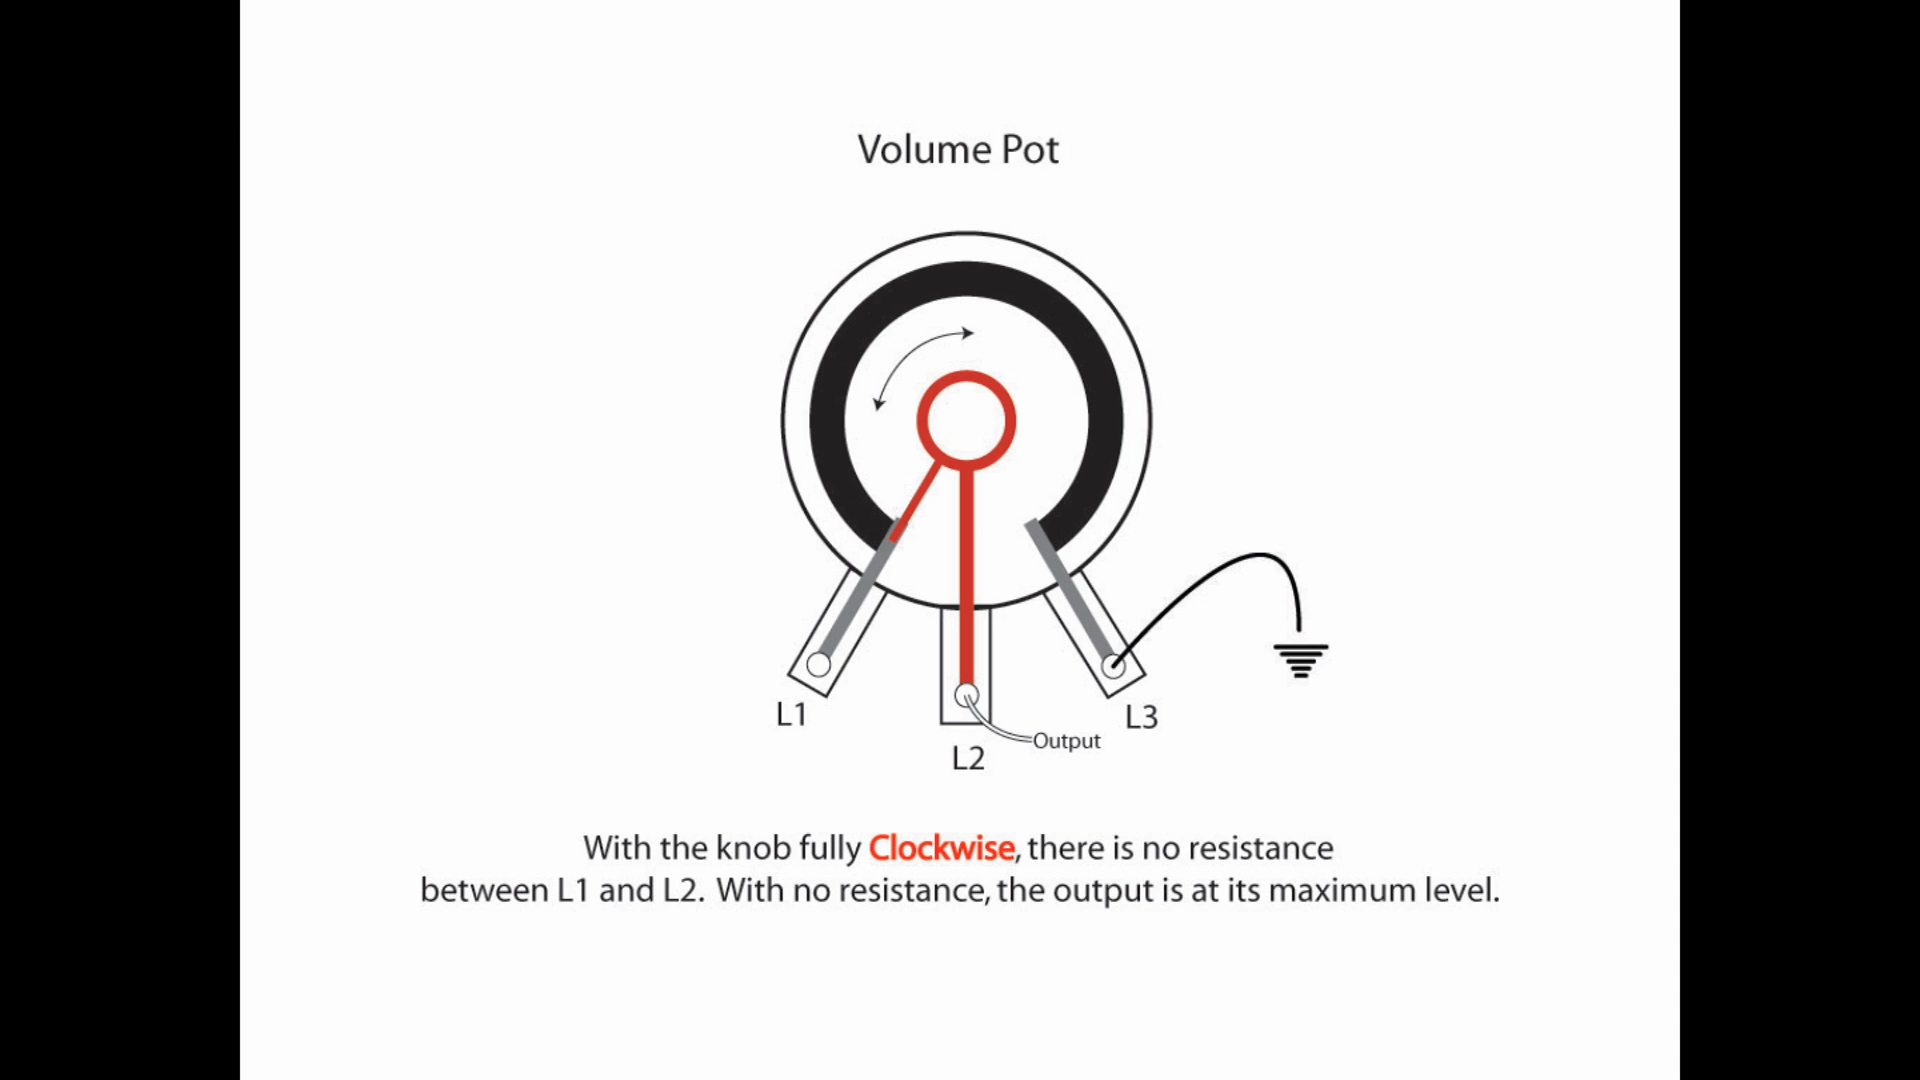 Volume Pot
L1
L2
L3
Output
With the knob fully Clockwise, there is no resistance
between L1 and L2. With no resistance, the output is at its maximum level.